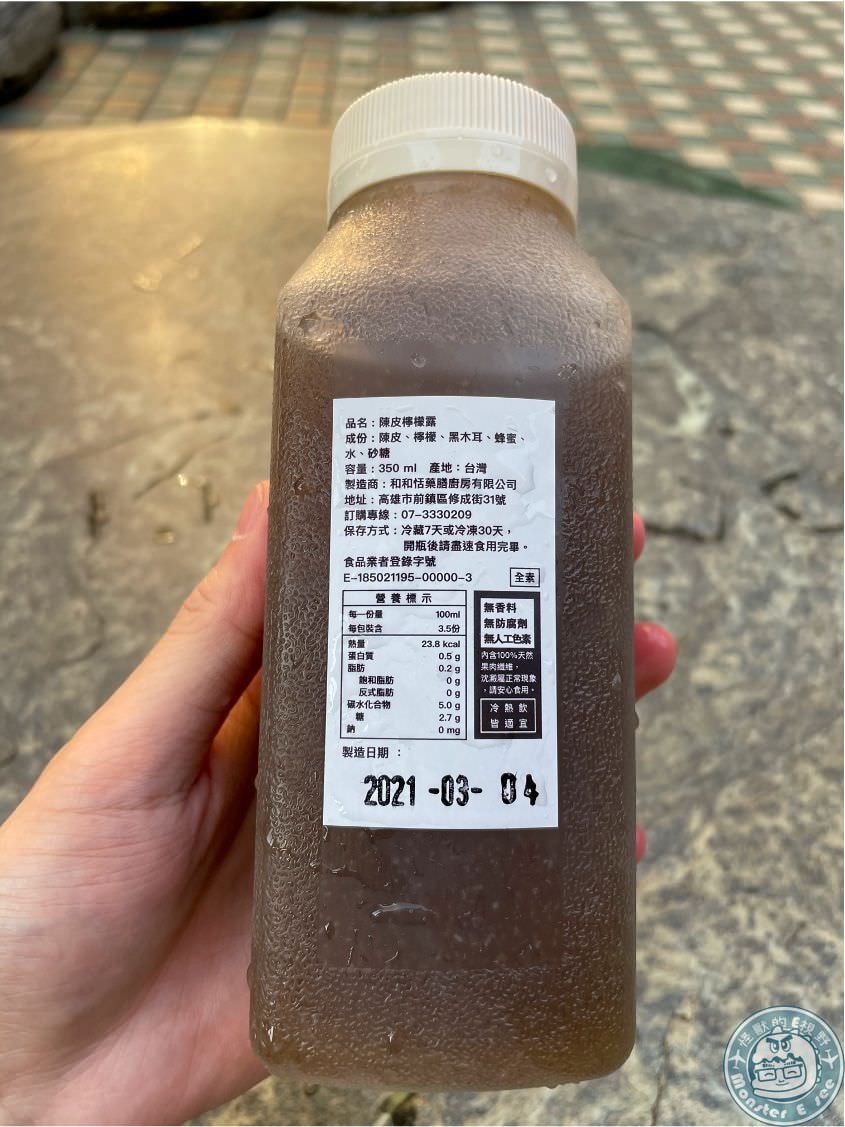 品名：陳皮檸檬露
成份：陳皮、檸檬、黑木耳、蜂蜜、
水、砂糖
容量：350 ml 產地：台灣
製造商：和和恬藥膳廚房有限公司
地址：高雄市前鎮區修成街31號
訂購專線：07-3330209
保存方式：冷藏7天或冷凍30天，
開瓶後請盡速食用完畢。
食品業者登錄字號
E-185021195-00000-3
全素
營養標示
每一份量 100ml
每包裝含 3.5份
熱量 23.8 kcal
蛋白質 0.5 g
脂肪 0.2 g
飽和脂肪 0 g
反式脂肪 0 g
碳水化合物 5.0 g
糖 2.7 g
鈉 0 mg
無香料
無防腐劑
無人工色素
內含100%天然
果肉纖維，
沈澱屬正常現象
，請安心食用。
冷熱飲
皆適宜
製造日期：
2021-03-04
怪獸的E視野
Monster E see